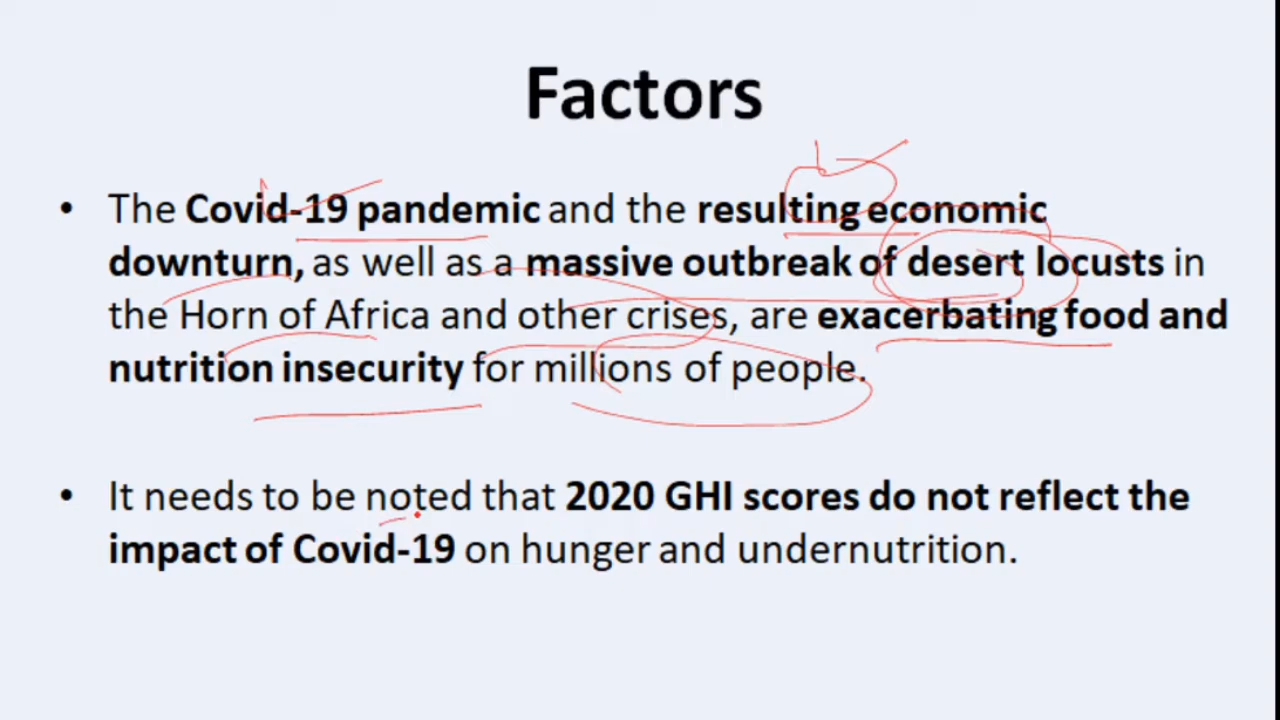 Factors
• The Covid-19 pandemic and the resulting economic
downturn, as well as a massive outbreak of desert locusts in
the Horn of Africa and other crises, are exacerbating food and
nutrition insecurity for millions of people.
• It needs to be noted that 2020 GHI scores do not reflect the
impact of Covid-19 on hunger and undernutrition.